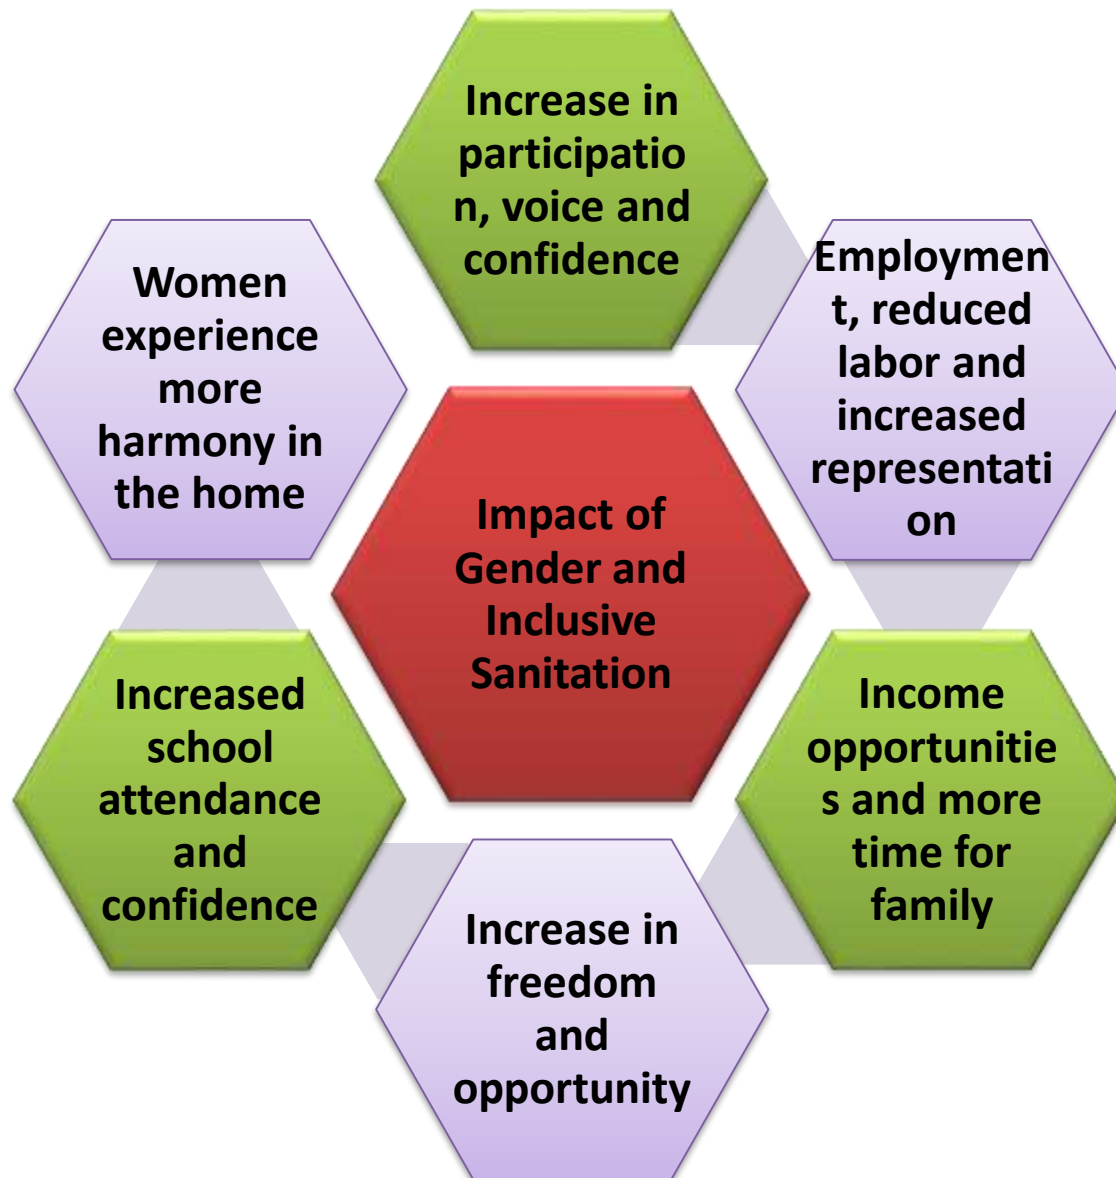 Increase in
participatio
n, voice and
confidence
Employmen
t, reduced
labor and
increased
representati
on
Income
opportunitie
s and more
time for
family
Increase in
freedom
and
opportunity
Increased
school
attendance
and
confidence
Women
experience
more
harmony in
the home
Impact of
Gender and
Inclusive
Sanitation